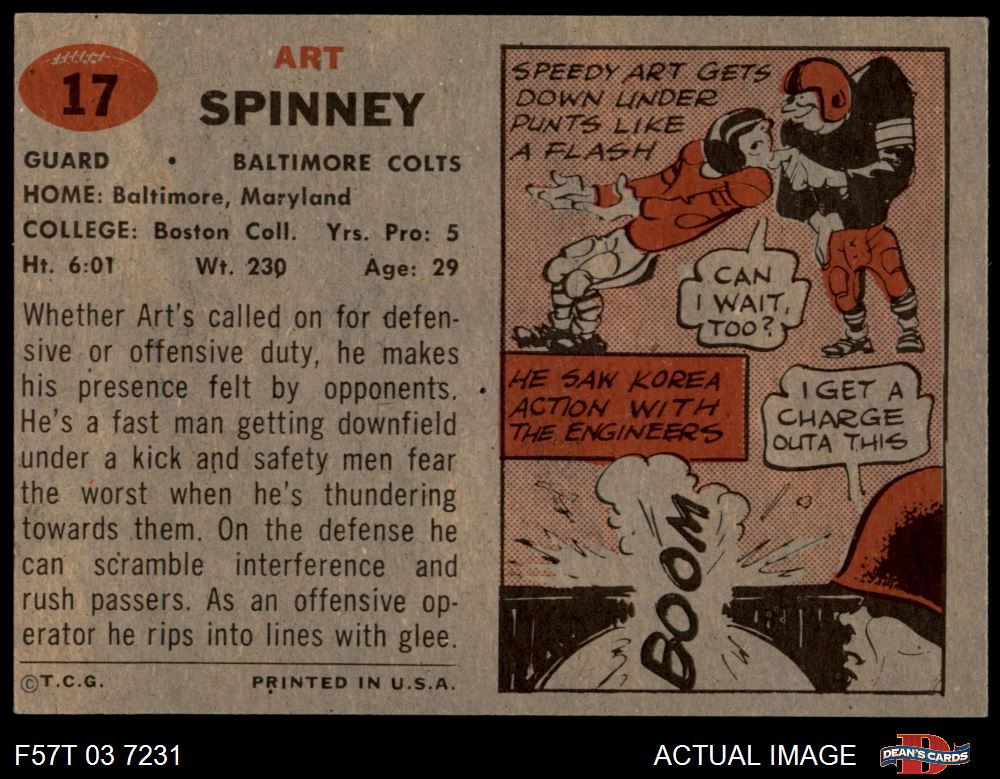 17
ART
SPINNEY
GUARD • BALTIMORE COLTS
HOME: Baltimore, Maryland
COLLEGE: Boston Coll. Yrs. Pro: 5
Ht. 6:01 Wt. 230 Age: 29
Whether Art's called on for defen-
sive or offensive duty, he makes
his presence felt by opponents.
He's a fast man getting downfield
under a kick and safety men fear
the worst when he's thundering
towards them. On the defense he
can scramble interference and
rush passers. As an offensive op-
erator he rips into lines with glee.
©T.C.G. PRINTED IN U.S.A.
SPEEDY ART GETS
DOWN UNDER
PUNTS LIKE
A FLASH
CAN
I WAIT,
TOO?
HE SAW KOREA
ACTION WITH
THE ENGINEERS
I GET A
CHARGE
OUTA THIS
BOOM
F57T 03 7231 ACTUAL IMAGE
DEAN'S CARDS